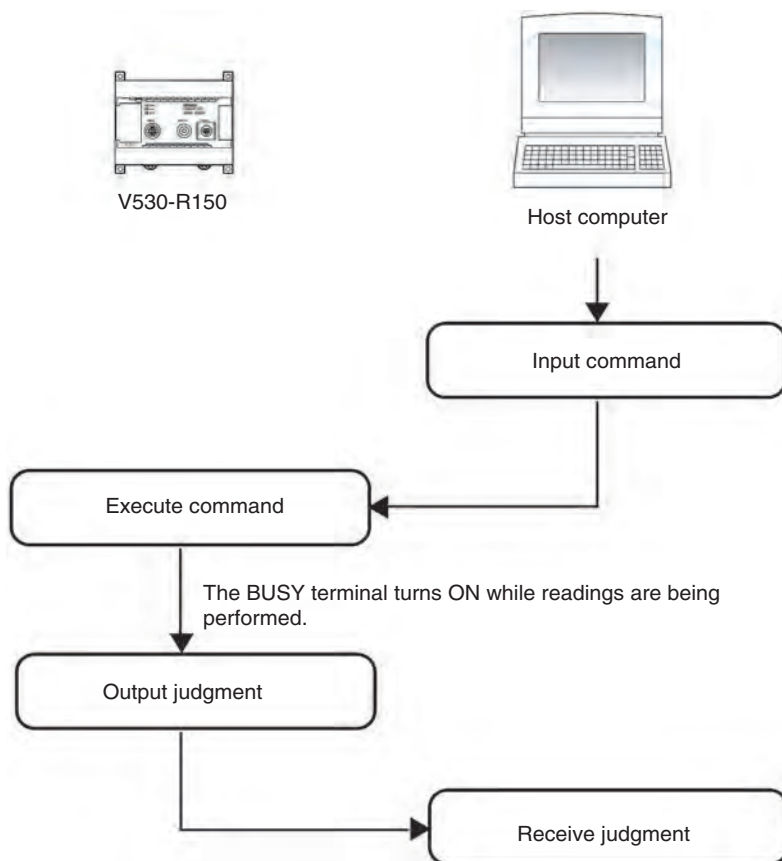 V530-R150
Host computer
Input command
Execute command
The BUSY terminal turns ON while readings are being
performed.
Output judgment
Receive judgment